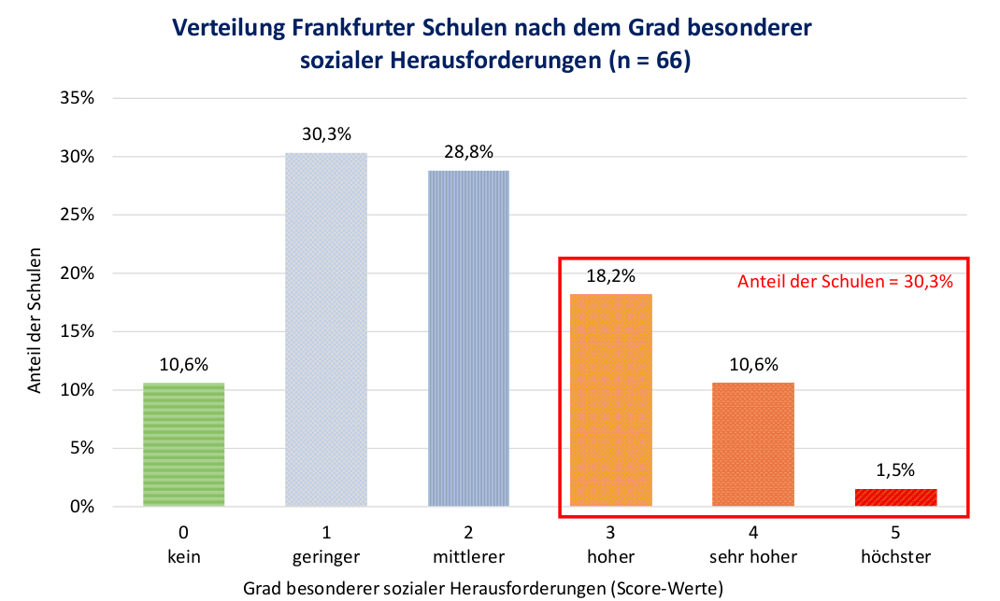 Verteilung Frankfurter Schulen nach dem Grad besonderer
sozialer Herausforderungen (n = 66)
35%
30%
25%
20%
15%
10%
5%
0%
Anteil der Schulen
10,6%
30,3%
28,8%
18,2%
10,6%
1,5%
Anteil der Schulen = 30,3%
0 1 2 3 4 5
kein geringer mittlerer hoher sehr hoher höchster
Grad besonderer sozialer Herausforderungen (Score-Werte)